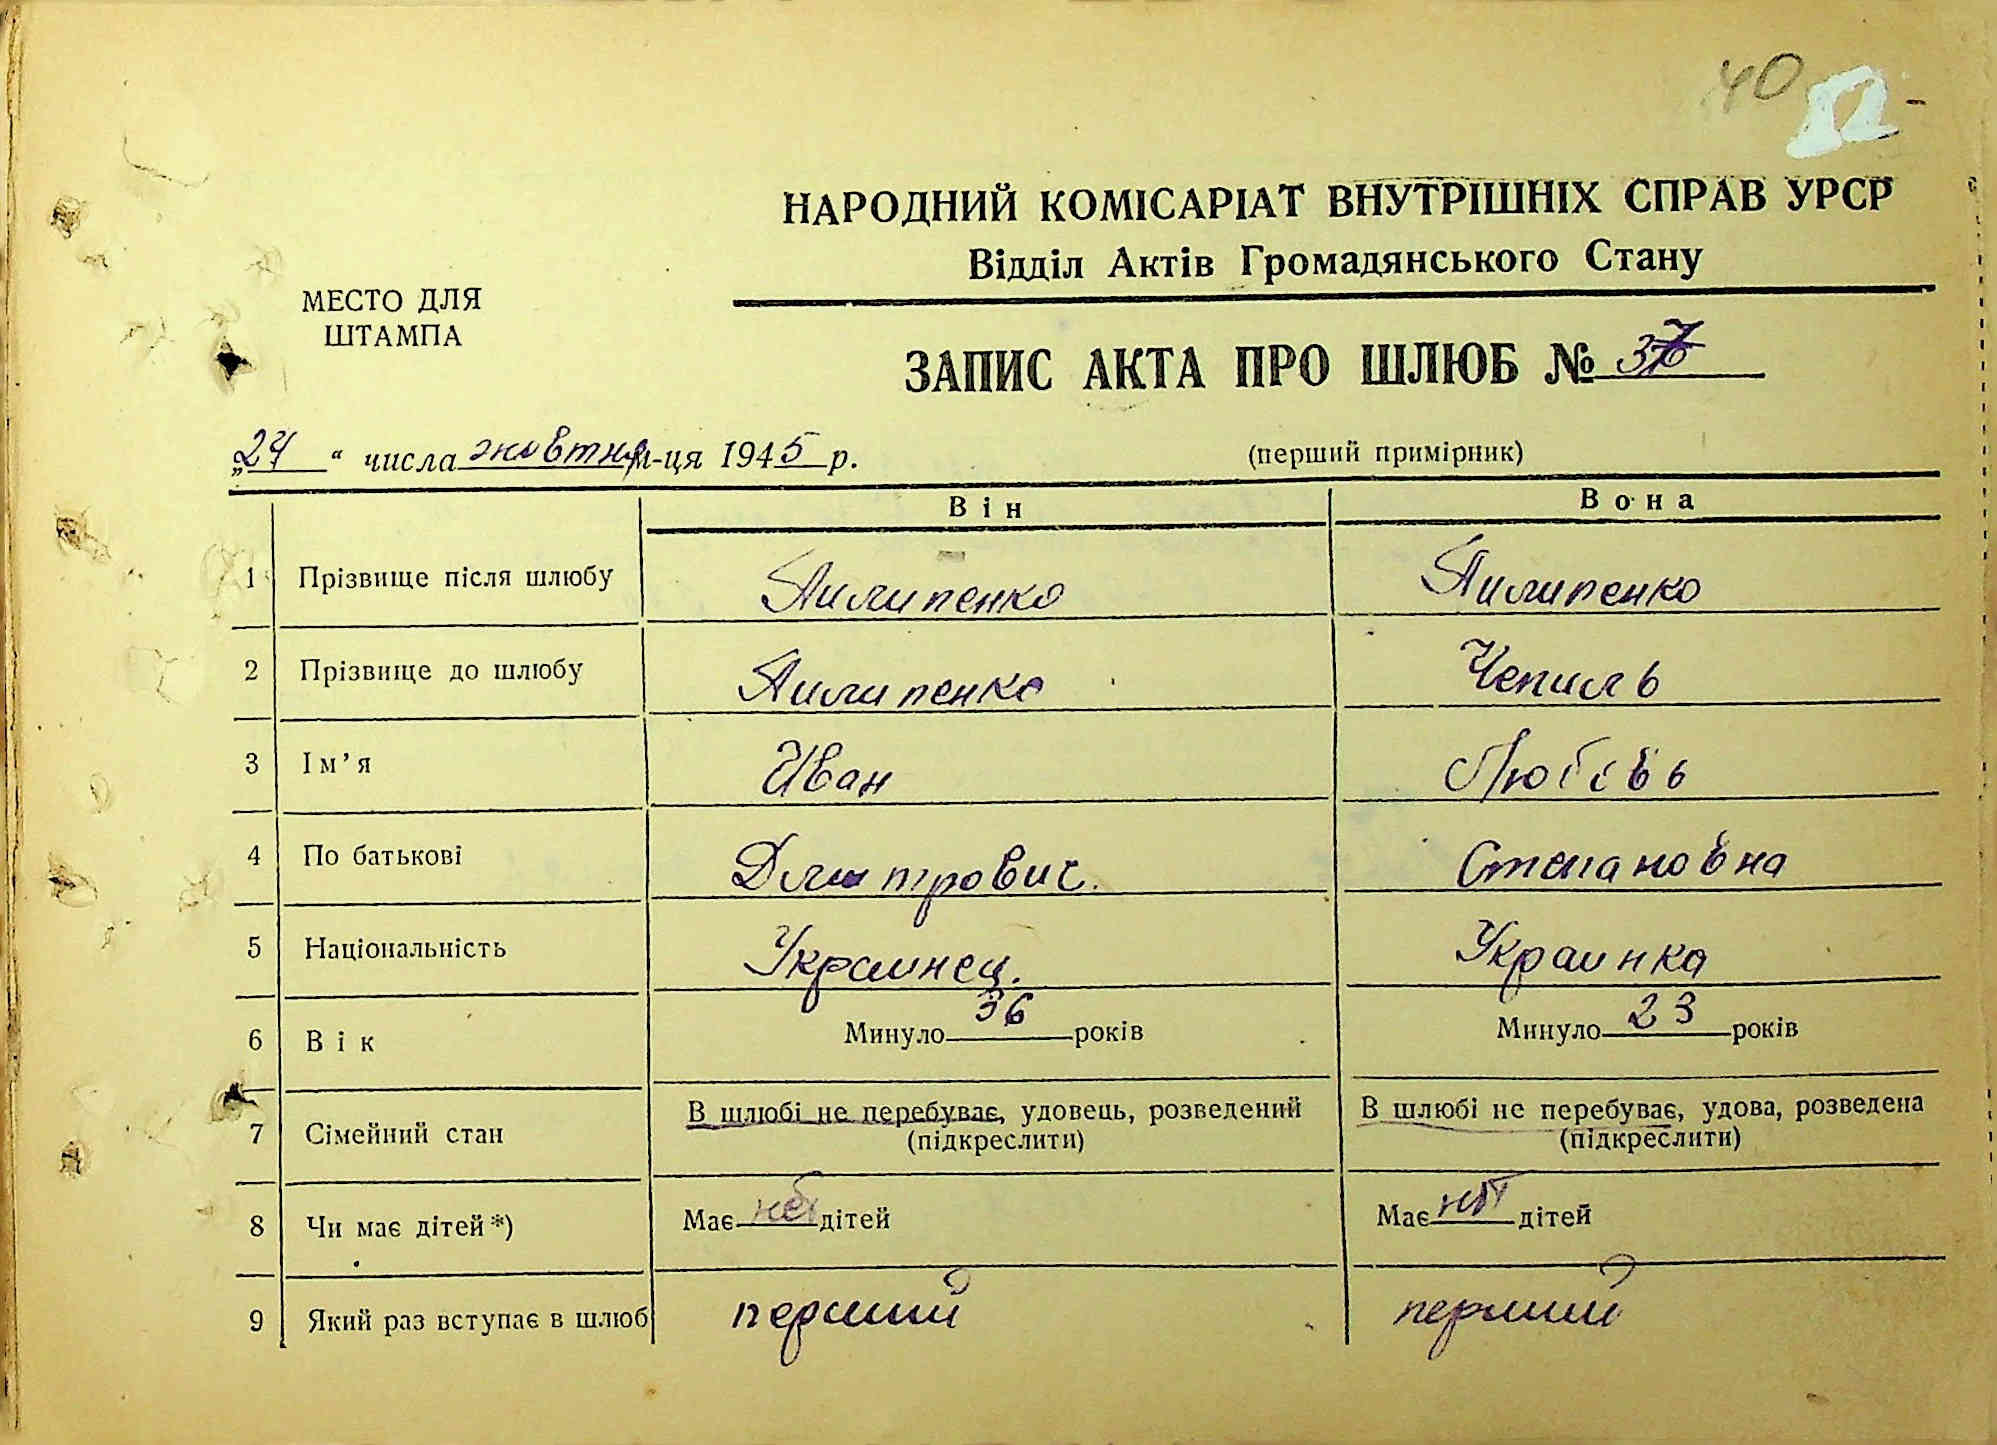 40
НАРОДНИЙ КОМІСАРІАТ ВНУТРІШНІХ СПРАВ УРСР
Відділ Актів Громадянського Стану
МЕСТО ДЛЯ
ШТАМПА
ЗАПИС АКТА ПРО ШЛЮБ № 37
„24“ числа жовтня м-ця 1945 р. (перший примірник)
Він Вона
1 Прізвище після шлюбу Пилипенко Пилипенко
2 Прізвище до шлюбу Пилипенко Чепиль
3 Ім’я Иван Любовь
4 По батькові Дмитрович. Степановна
5 Національність Украинец. Украинка
6 Вік Минуло 36 років Минуло 23 років
7 Сімейний стан В шлюбі не перебуває, удовець, розведений В шлюбі не перебуває, удова, розведена
(підкреслити) (підкреслити)
8 Чи має дітей*) Має нет дітей Має нет дітей
9 Який раз вступає в шлюб перший перший